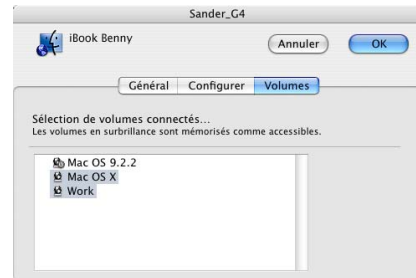 Sander_G4
iBook Benny
Annuler
OK
Général
Configurer
Volumes
Sélection de volumes connectés...
Les volumes en surbrillance sont mémorisés comme accessibles.
Mac OS 9.2.2
Mac OS X
Work